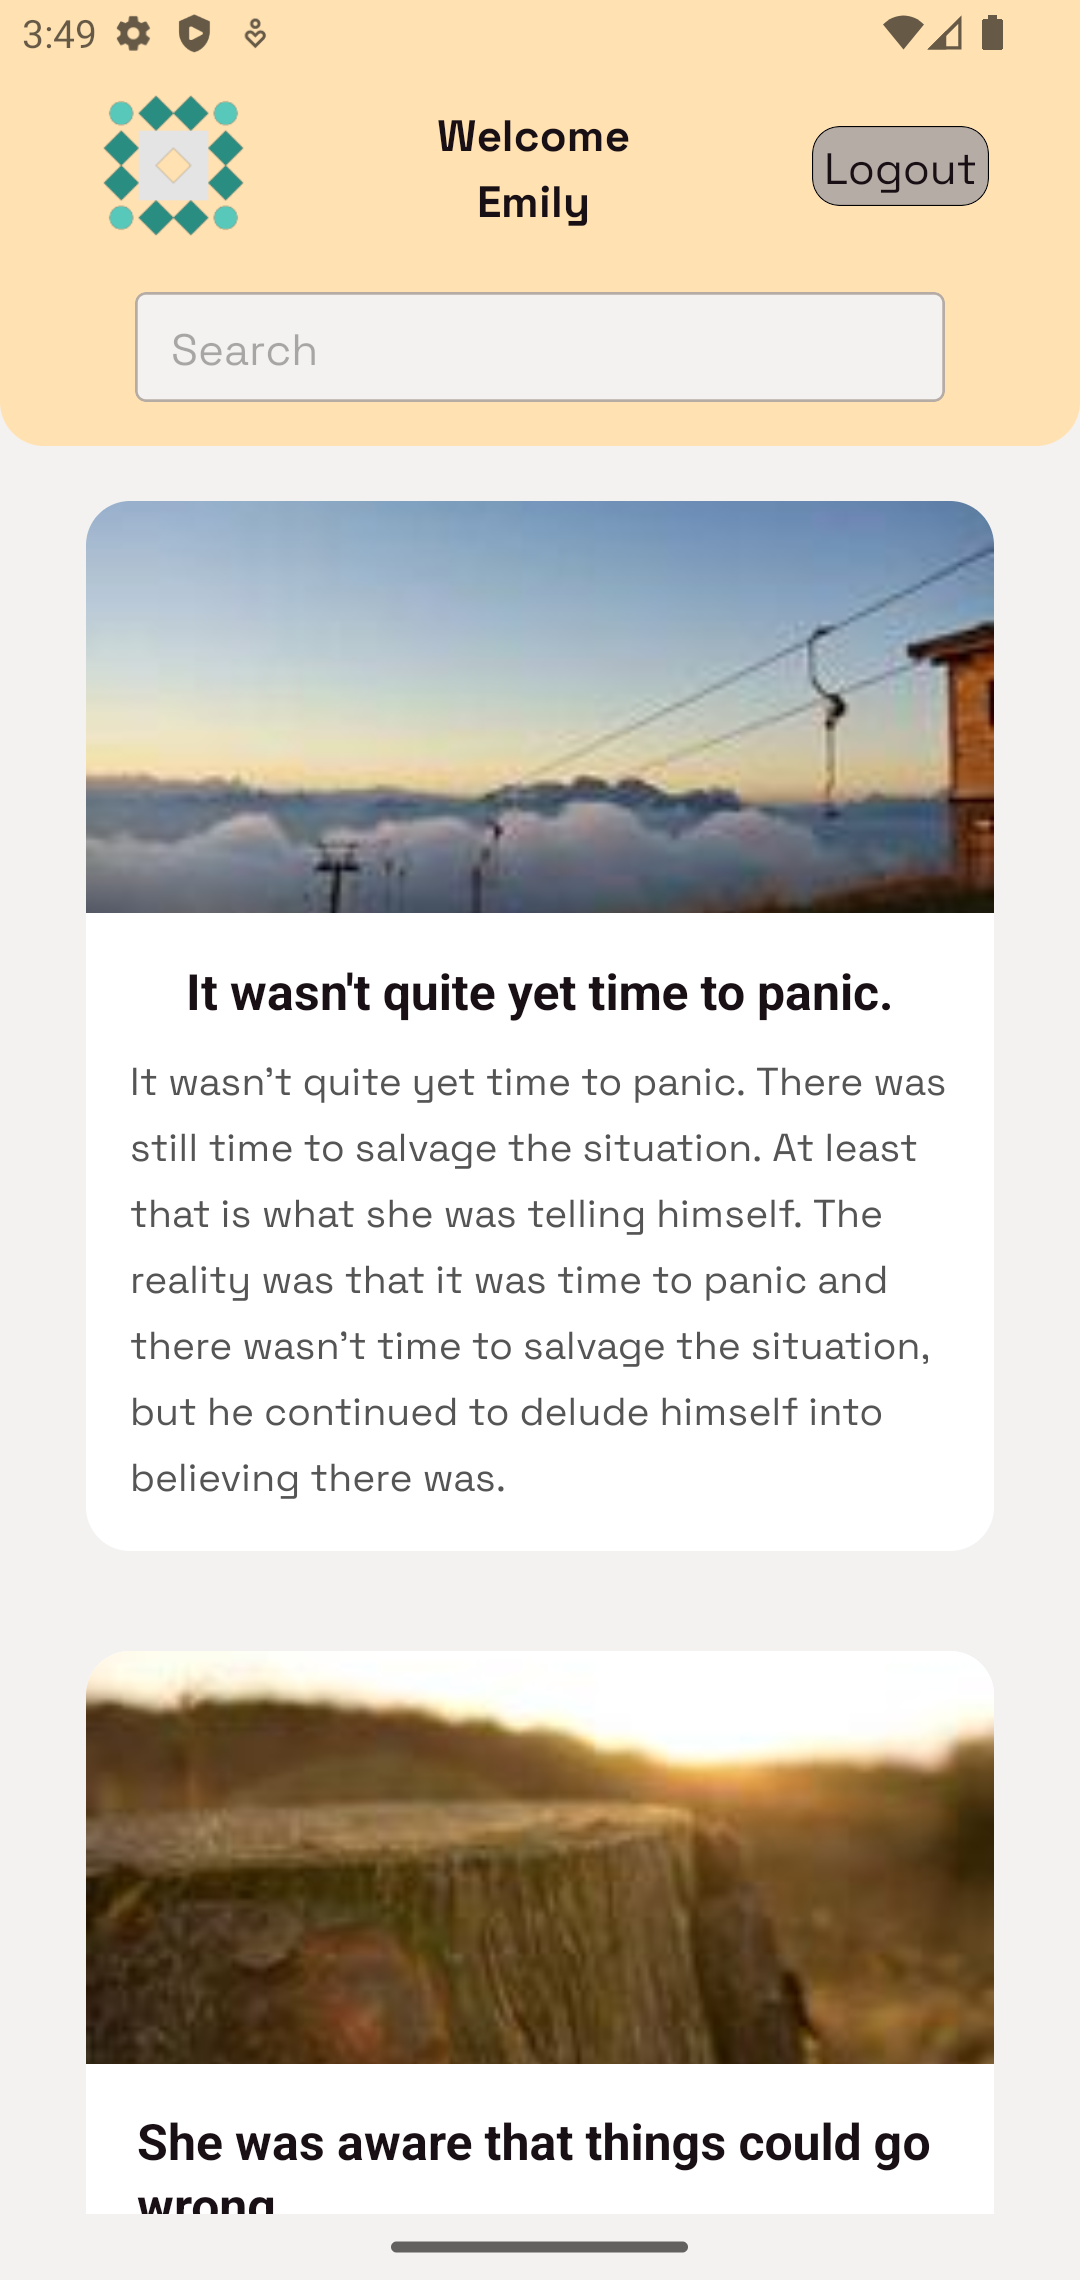 3:49
Welcome
Emily
Logout
Search
It wasn't quite yet time to panic.
It wasn't quite yet time to panic. There was
still time to salvage the situation. At least
that is what she was telling himself. The
reality was that it was time to panic and
there wasn't time to salvage the situation,
but he continued to delude himself into
believing there was.
She was aware that things could go
wrong